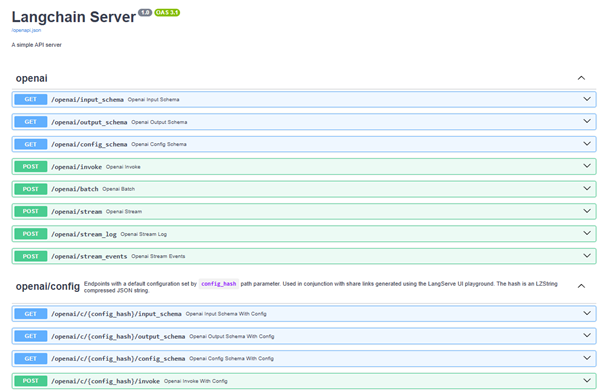 Langchain Server 1.0 OAS 3.1
/openapi.json
A simple API server
openai
GET /openai/input_schema Openai Input Schema
GET /openai/output_schema Openai Output Schema
GET /openai/config_schema Openai Config Schema
POST /openai/invoke Openai Invoke
POST /openai/batch Openai Batch
POST /openai/stream Openai Stream
POST /openai/stream_log Openai Stream Log
POST /openai/stream_events Openai Stream Events
openai/config Endpoints with a default configuration set by config_hash path parameter. Used in conjunction with share links generated using the LangServe UI playground. The hash is an LZString
compressed JSON string.
GET /openai/c/{config_hash}/input_schema Openai Input Schema With Config
GET /openai/c/{config_hash}/output_schema Openai Output Schema With Config
GET /openai/c/{config_hash}/config_schema Openai Config Schema With Config
POST /openai/c/{config_hash}/invoke Openai Invoke With Config